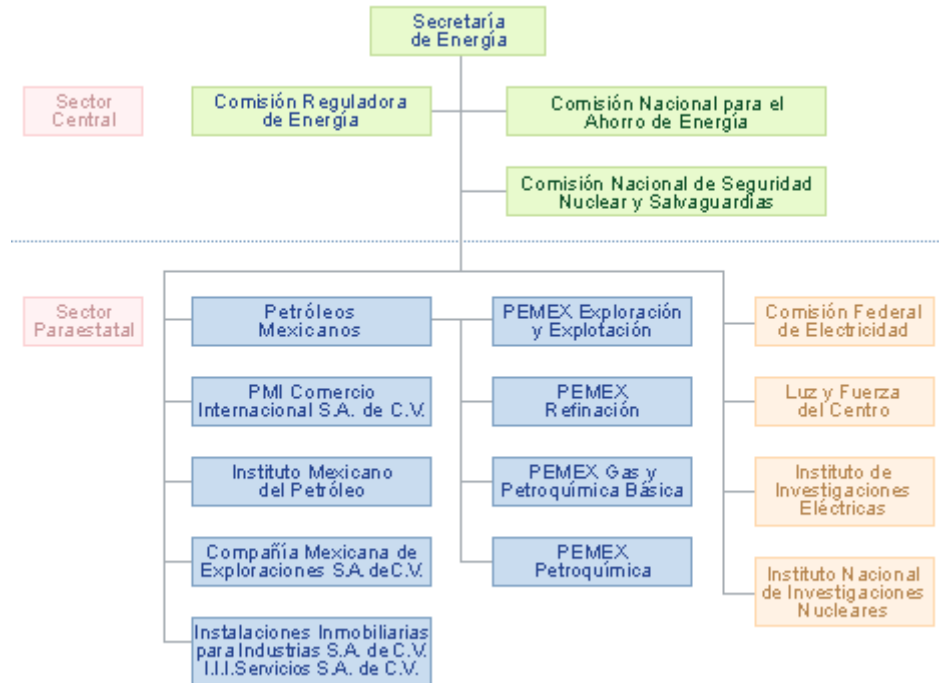 Secretaría
de Energía
Sector
Central
Comisión Reguladora
de Energía
Comisión Nacional para el
Ahorro de Energía
Comisión Nacional de Seguridad
Nuclear y Salvaguardias
Sector
Paraestatal
Petróleos
Mexicanos
PEMEX Exploración
y Explotación
Comisión Federal
de Electricidad
PMI Comercio
Internacional S.A. de C.V.
PEMEX
Refinación
Luz y Fuerza
del Centro
Instituto Mexicano
del Petróleo
PEMEX Gas y
Petroquímica Básica
Instituto de
Investigaciones
Eléctricas
Compañía Mexicana de
Exploraciones S.A. de C.V.
PEMEX
Petroquímica
Instituto Nacional
de Investigaciones
Nucleares
Instalaciones Inmobiliarias
para Industrias S.A. de C.V.
I.I.I.Servicios S.A. de C.V.